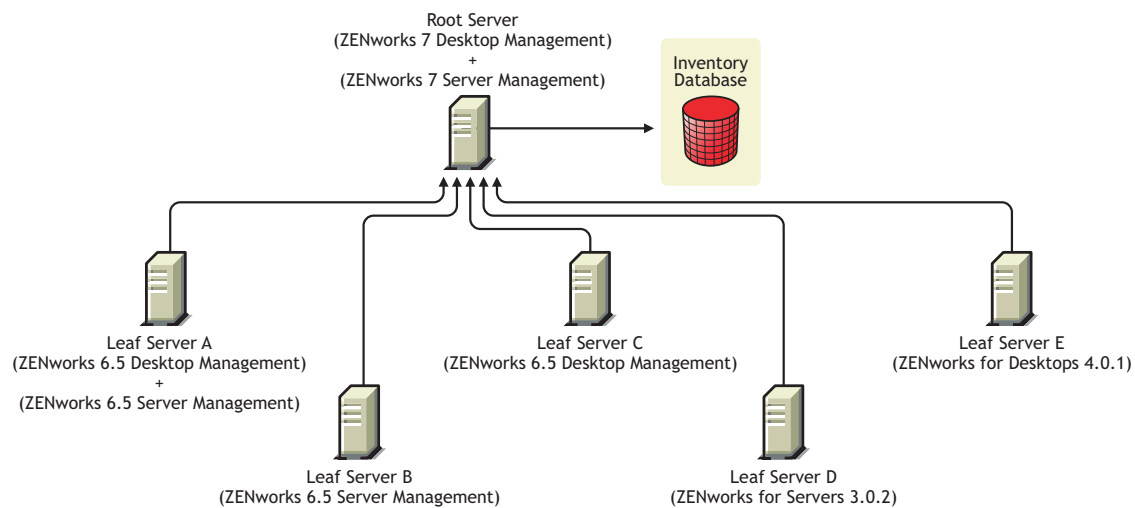 Root Server
(ZENworks 7 Desktop Management)
+
(ZENworks 7 Server Management)
Inventory
Database
Leaf Server A
(ZENworks 6.5 Desktop Management)
+
(ZENworks 6.5 Server Management)
Leaf Server C
(ZENworks 6.5 Desktop Management)
Leaf Server E
(ZENworks for Desktops 4.0.1)
Leaf Server B
(ZENworks 6.5 Server Management)
Leaf Server D
(ZENworks for Servers 3.0.2)